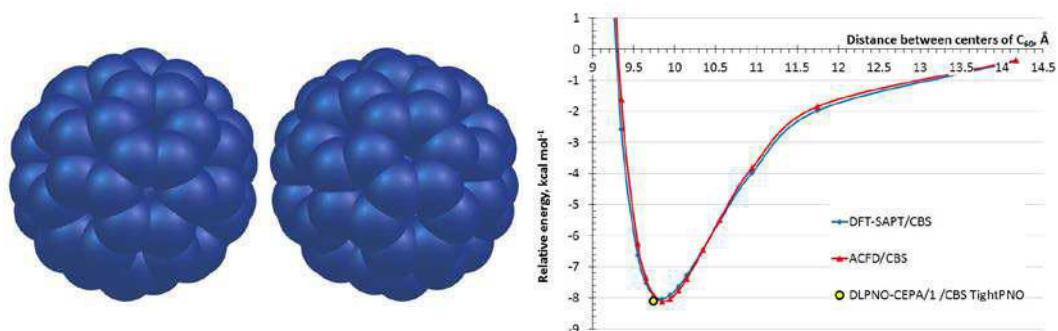 1
Distance between centers of C60, Å
0
9 9.5 10 10.5 11 11.5 12 12.5 13 13.5 14 14.5
-1
-2
-3
-4
-5
-6
-7
-8
-9
Relative energy, kcal mol-1
DFT-SAPT/CBS
ACFD/CBS
DLPNO-CEPA/1 /CBS TightPNO